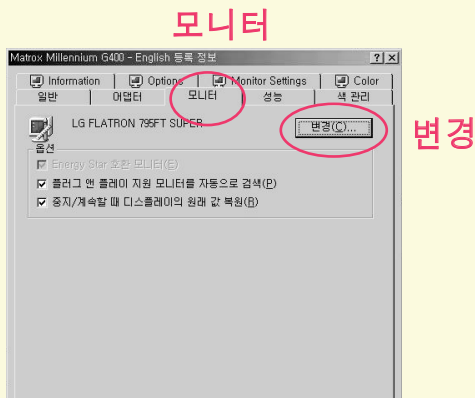 모니터
Matrox Millennium G400 - English 등록 정보
Information Options Monitor Settings Color
일반 어댑터 모니터 성능 색 관리
LG FLATRON 795FT SUPER 변경(C)...
변경
옵션
Energy Star 호환 모니터(E)
플러그 앤 플레이 지원 모니터를 자동으로 검색(P)
중지/계속할 때 디스플레이의 원래 값 복원(R)